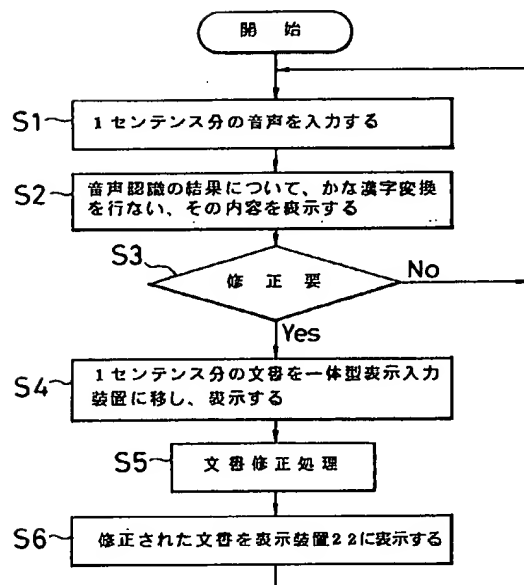 開始
S1
1センテンス分の音声を入力する
S2
音声認識の結果について、かな漢字変換
を行ない、その内容を表示する
S3
修正要
No
Yes
S4
1センテンス分の文書を一体型表示入力
装置に移し、表示する
S5
文書修正処理
S6
修正された文書を表示装置22に表示する